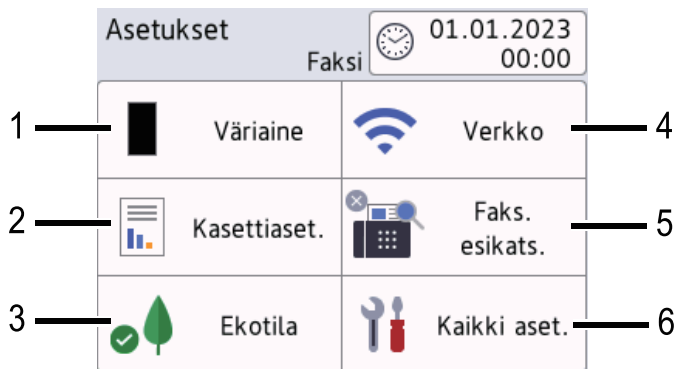 Asetukset
Faksi
01.01.2023
00:00
1
Väriaine
Verkko
4
2
Kasettiaset.
Faks.
esikats.
5
3
Ekotila
Kaikki aset.
6